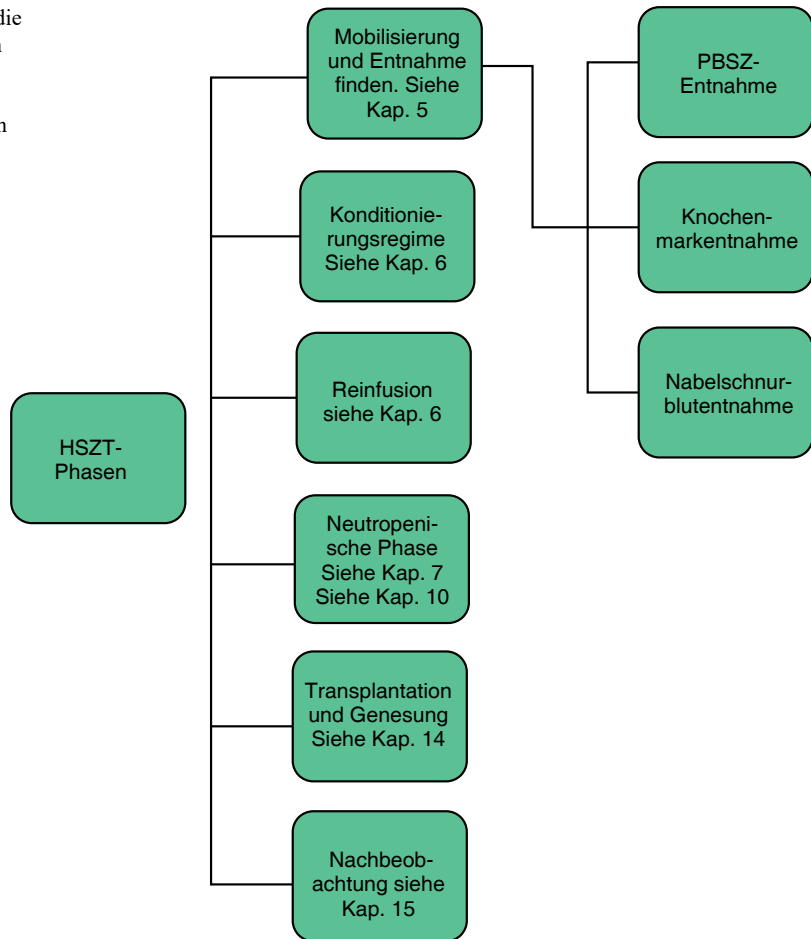 die
n
n
Mobilisierung
und Entnahme
finden. Siehe
Kap. 5
PBSZ-
Entnahme
Knochen-
markentnahme
Nabelschnur-
blutentnahme
Konditionie-
rungsregime
Siehe Kap. 6
Reinfusion
siehe Kap. 6
HSZT-
Phasen
Neutropeni-
sche Phase
Siehe Kap. 7
Siehe Kap. 10
Transplantation
und Genesung
Siehe Kap. 14
Nachbeob-
achtung siehe
Kap. 15